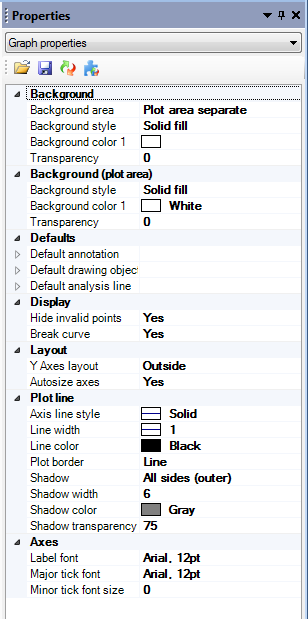 Properties
Graph properties
Background
Background area Plot area separate
Background style Solid fill
Background color 1
Transparency 0
Background (plot area)
Background style Solid fill
Background color 1 White
Transparency 0
Defaults
Default annotation
Default drawing objec
Default analysis line
Display
Hide invalid points Yes
Break curve Yes
Layout
Y Axes layout Outside
Autosize axes Yes
Plot line
Axis line style Solid
Line width 1
Line color Black
Plot border Line
Shadow All sides (outer)
Shadow width 6
Shadow color Gray
Shadow transparency 75
Axes
Label font Arial, 12pt
Major tick font Arial, 12pt
Minor tick font size 0